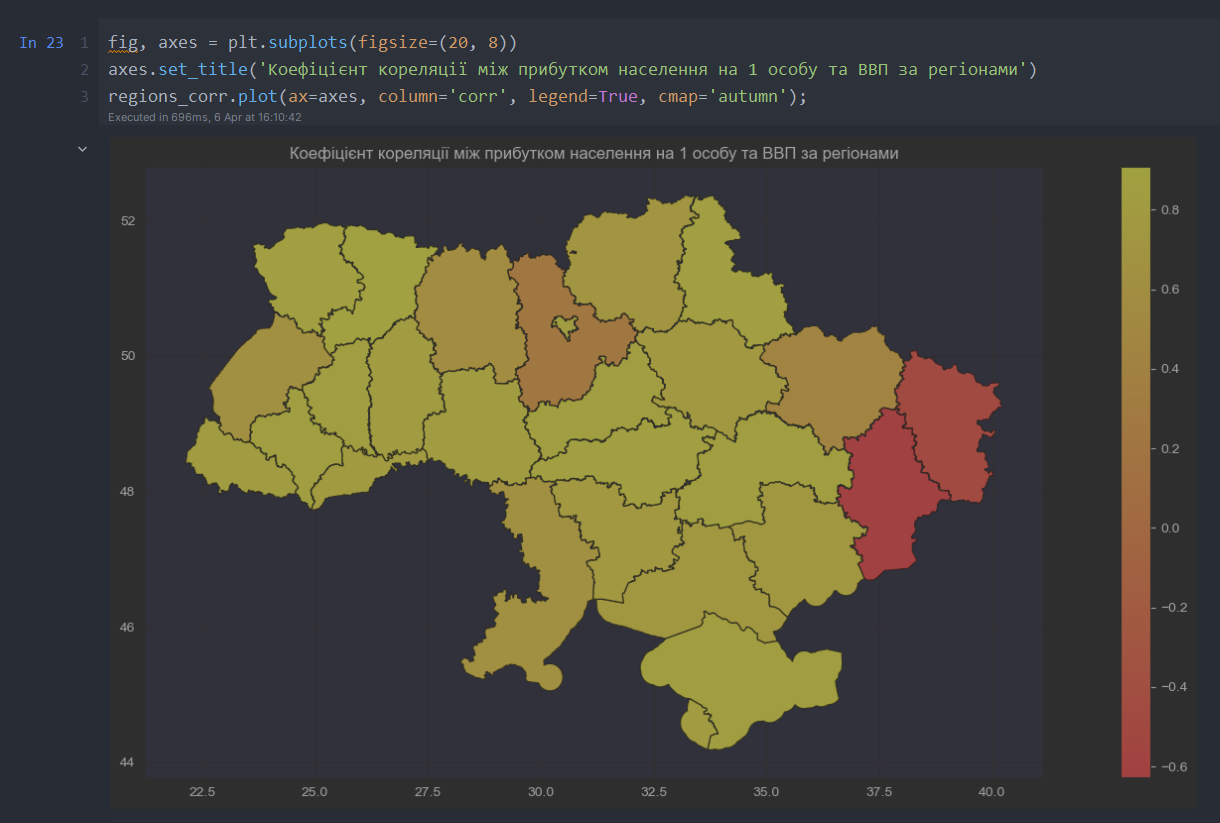 In 23 1 fig, axes = plt.subplots(figsize=(20, 8))
2 axes.set_title('Коефіцієнт кореляції між прибутком населення на 1 особу та ВВП за регіонами')
3 regions_corr.plot(ax=axes, column='corr', legend=True, cmap='autumn');
Executed in 696ms, 6 Apr at 16:10:42
Коефіцієнт кореляції між прибутком населення на 1 особу та ВВП за регіонами
52
50
48
46
44
22.5 25.0 27.5 30.0 32.5 35.0 37.5 40.0
0.8
0.6
0.4
0.2
0.0
−0.2
−0.4
−0.6